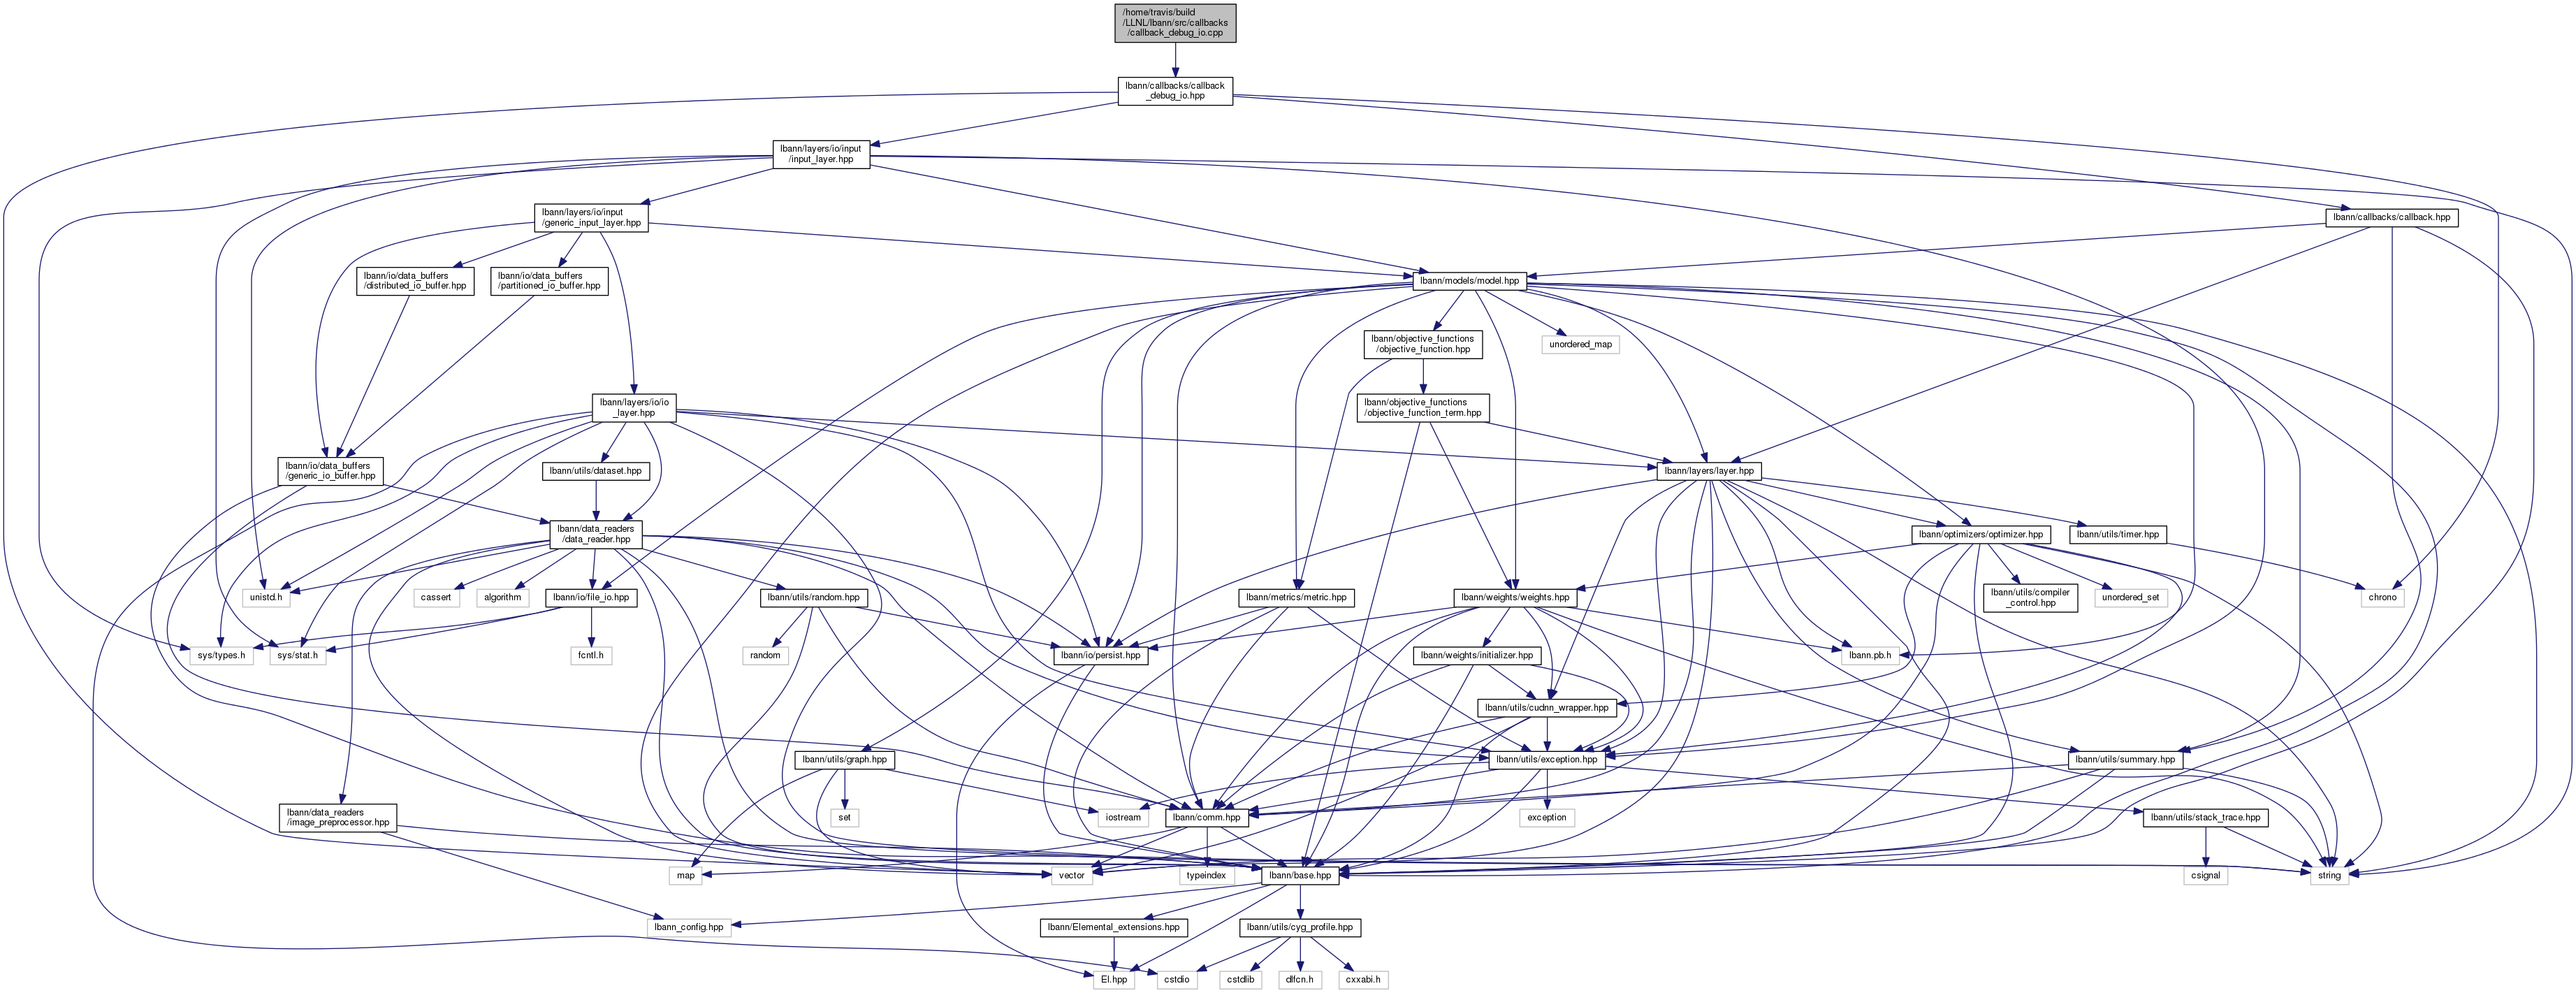 /home/travis/build
/LLNL/lbann/src/callbacks
/callback_debug_io.cpp
lbann/callbacks/callback
_debug_io.hpp
lbann/layers/io/input
/input_layer.hpp
lbann/layers/io/input
/generic_input_layer.hpp
lbann/callbacks/callback.hpp
lbann/io/data_buffers
/distributed_io_buffer.hpp
lbann/io/data_buffers
/partitioned_io_buffer.hpp
lbann/models/model.hpp
lbann/objective_functions
/objective_function.hpp
unordered_map
lbann/layers/io/io
_layer.hpp
lbann/objective_functions
/objective_function_term.hpp
lbann/io/data_buffers
/generic_io_buffer.hpp
lbann/utils/dataset.hpp
lbann/layers/layer.hpp
lbann/data_readers
/data_reader.hpp
lbann/optimizers/optimizer.hpp
lbann/utils/timer.hpp
unistd.h
cassert
algorithm
lbann/io/file_io.hpp
lbann/utils/random.hpp
lbann/metrics/metric.hpp
lbann/weights/weights.hpp
lbann/utils/compiler
_control.hpp
unordered_set
chrono
sys/types.h
sys/stat.h
fcntl.h
random
lbann/io/persist.hpp
lbann/weights/initializer.hpp
lbann.pb.h
lbann/utils/cudnn_wrapper.hpp
lbann/utils/graph.hpp
lbann/utils/exception.hpp
lbann/utils/summary.hpp
lbann/data_readers
/image_preprocessor.hpp
set
iostream
lbann/comm.hpp
exception
lbann/utils/stack_trace.hpp
map
vector
typeindex
lbann/base.hpp
csignal
string
lbann_config.hpp
lbann/Elemental_extensions.hpp
lbann/utils/cyg_profile.hpp
El.hpp
cstdio
cstdlib
dlfcn.h
cxxabi.h